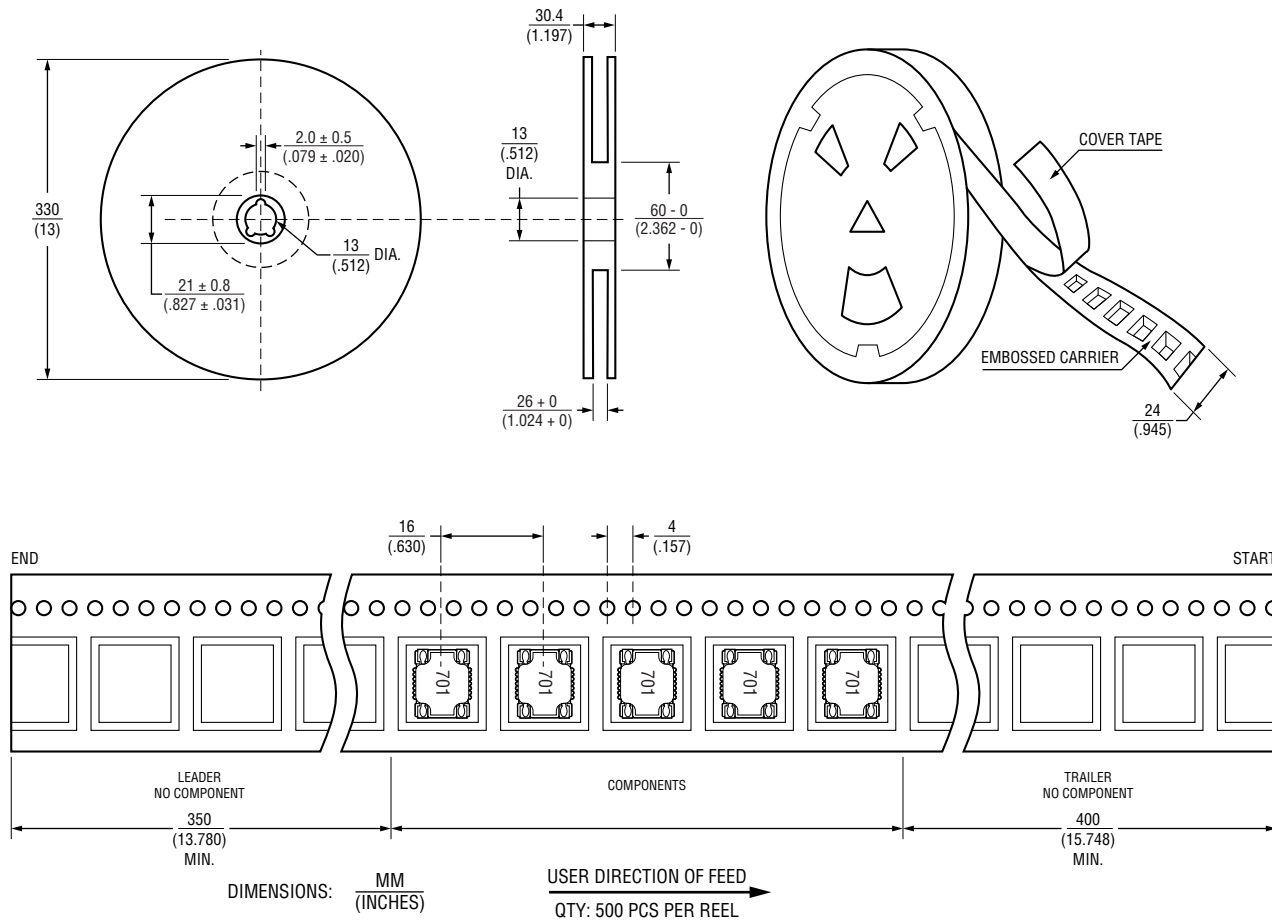 30.4
(1.197)
2.0 ± 0.5
(.079 ± .020)
13
(.512)
DIA.
COVER TAPE
330
(13)
60 - 0
(2.362 - 0)
13
(.512)
DIA.
21 ± 0.8
(.827 ± .031)
EMBOSSED CARRIER
26 + 0
(1.024 + 0)
24
(.945)
16
(.630)
4
(.157)
END
START
701
701
701
701
701
LEADER
NO COMPONENT
COMPONENTS
TRAILER
NO COMPONENT
350
(13.780)
MIN.
400
(15.748)
MIN.
DIMENSIONS:
MM
(INCHES)
USER DIRECTION OF FEED
QTY: 500 PCS PER REEL